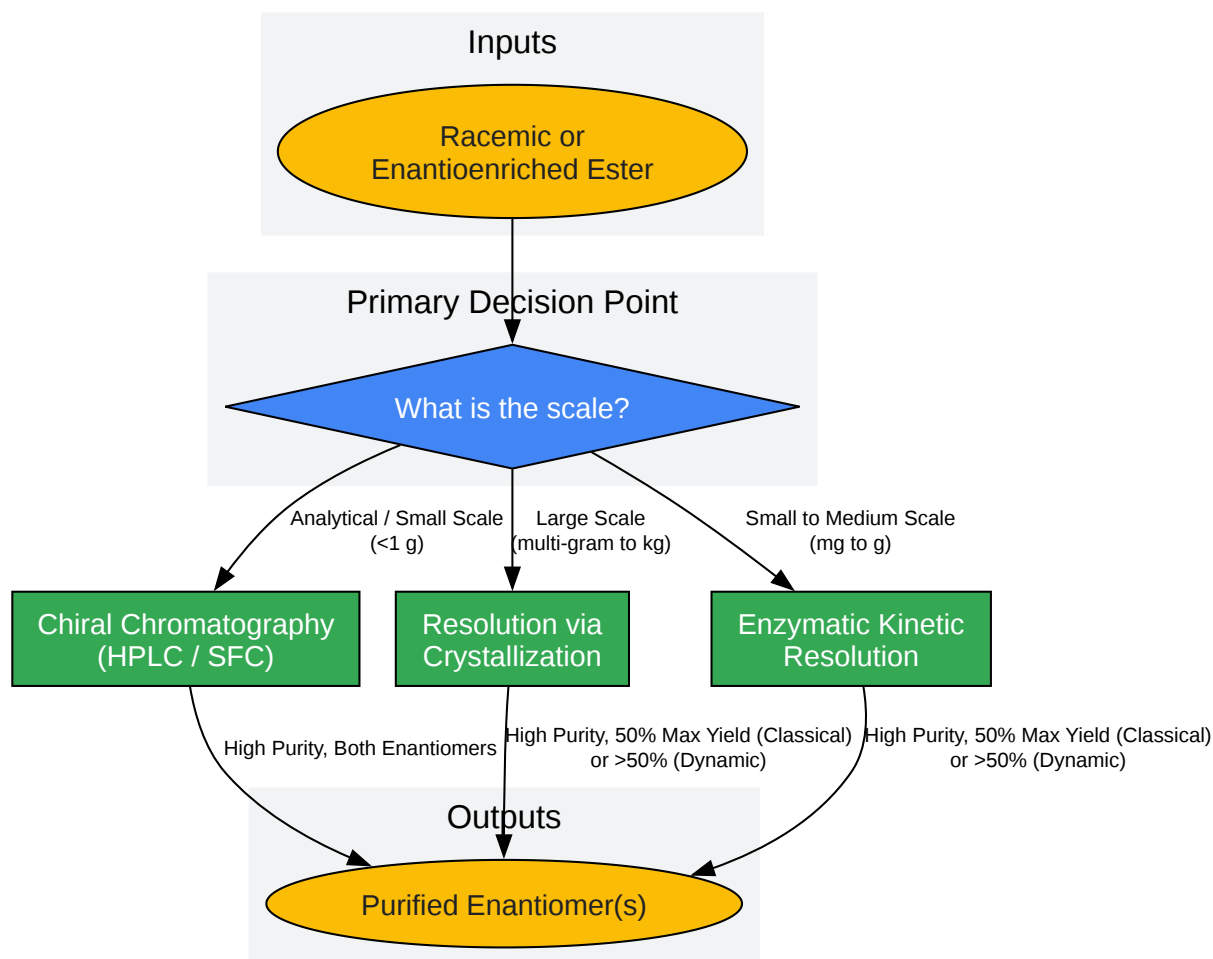 Inputs
Racemic or
Enantioenriched Ester
Primary Decision Point
What is the scale?
Analytical / Small Scale
(<1 g)
Large Scale
(multi-gram to kg)
Small to Medium Scale
(mg to g)
Chiral Chromatography
(HPLC / SFC)
Resolution via
Crystallization
Enzymatic Kinetic
Resolution
High Purity, Both Enantiomers
High Purity, 50% Max Yield (Classical)
or >50% (Dynamic)
High Purity, 50% Max Yield (Classical)
or >50% (Dynamic)
Outputs
Purified Enantiomer(s)